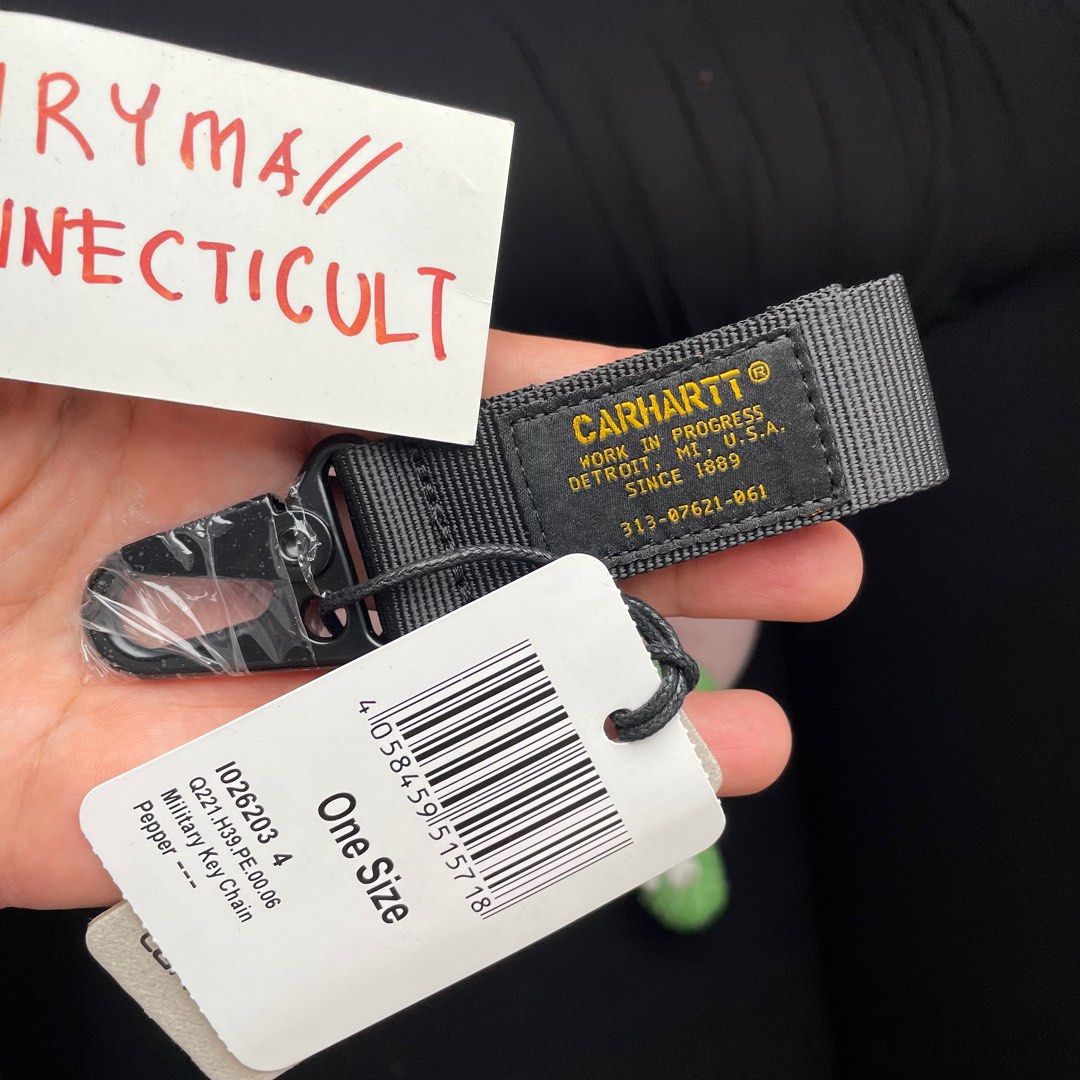 RYMA//
NNECTICULT
CARHARTT®
WORK IN PROGRESS
DETROIT, MI, U.S.A.
SINCE 1889
313-07621-061
4 058459 515718
One Size
I026203 4
Q221.H39.PE.00.06
Military Key Chain
Pepper ---